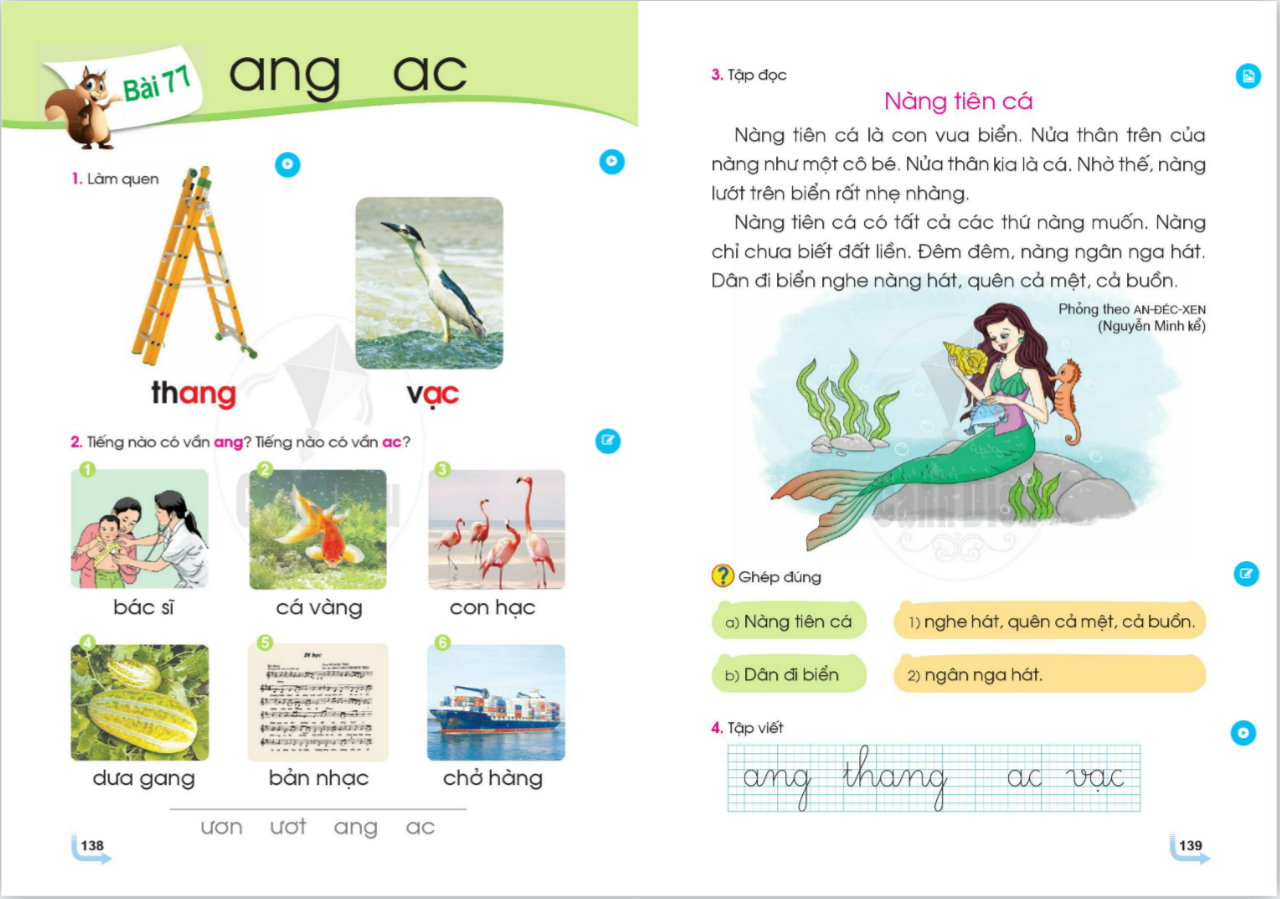 Bài 77
ang ac
1. Làm quen
thang
vạc
2. Tiếng nào có vần ang? Tiếng nào có vần ac?
1
2
3
bác sĩ
cá vàng
con hạc
4
5
6
Đi học
dưa gang
bản nhạc
chở hàng
ươn ươt ang ac
138
3. Tập đọc
Nàng tiên cá
Nàng tiên cá là con vua biển. Nửa thân trên của
nàng như một cô bé. Nửa thân kia là cá. Nhờ thế, nàng
lướt trên biển rất nhẹ nhàng.
Nàng tiên cá có tất cả các thứ nàng muốn. Nàng
chỉ chưa biết đất liền. Đêm đêm, nàng ngân nga hát.
Dân đi biển nghe nàng hát, quên cả mệt, cả buồn.
Phỏng theo AN-ĐÉC-XEN
(Nguyễn Minh kể)
? Ghép đúng
a) Nàng tiên cá
1) nghe hát, quên cả mệt, cả buồn.
b) Dân đi biển
2) ngân nga hát.
4. Tập viết
ang thang ac vạc
139